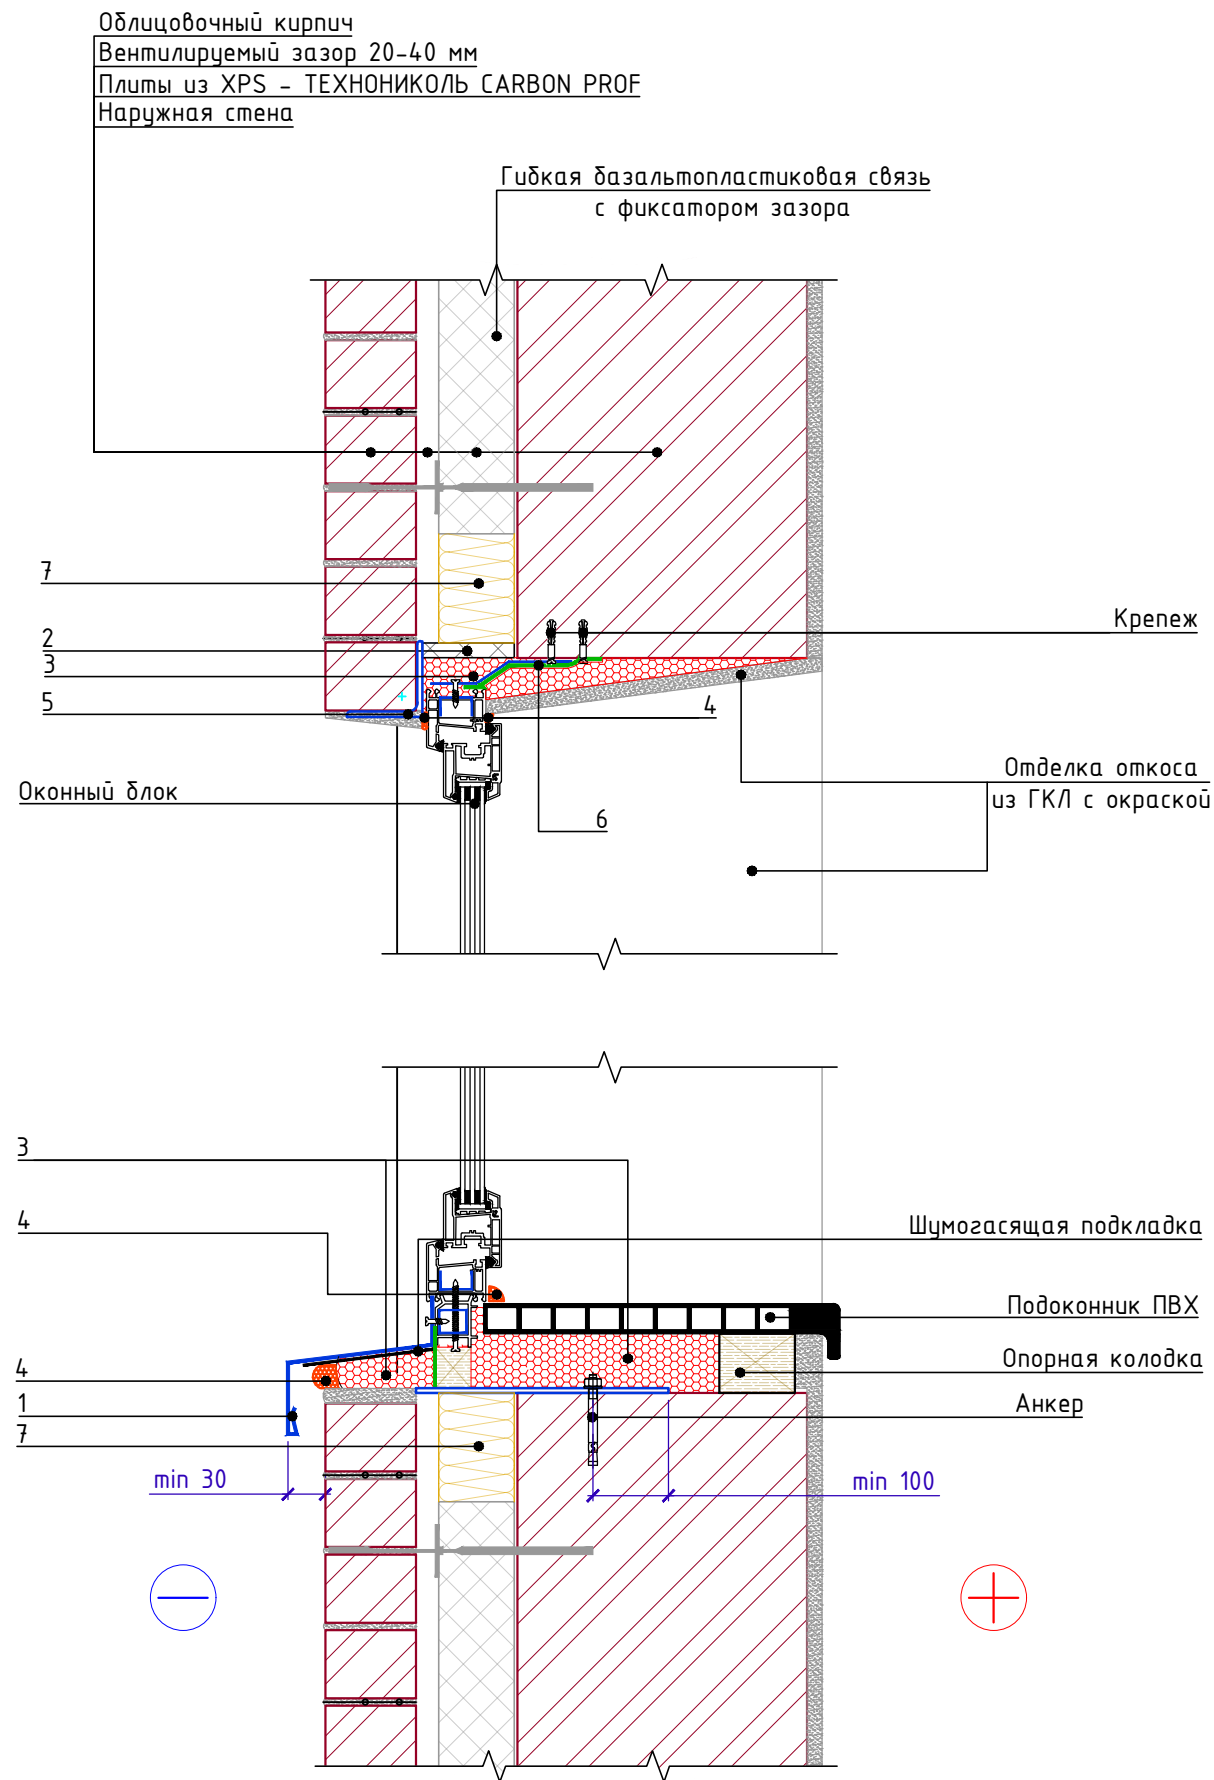 Облицовочный кирпич
Вентилируемый зазор 20-40 мм
Плиты из XPS - ТЕХНОНИКОЛЬ CARBON PROF
Наружная стена
Гибкая базальтопластиковая связь
с фиксатором зазора
7
2
3
5
Крепеж
4
Оконный блок
6
Отделка откоса
из ГКЛ с окраской
3
4
Шумогасящая подкладка
Подоконник ПВХ
Опорная колодка
4
1
Анкер
7
min 30
min 100